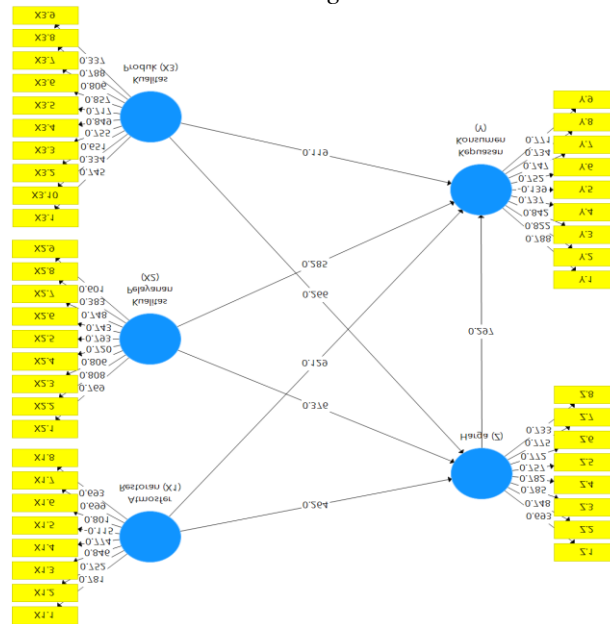 X1.1
X1.2
X1.3
X1.4
X1.5
X1.6
X1.7
X1.8
0.781
0.752
0.846
0.774
-0.115
0.801
0.699
0.693
Atmosfer
Restoran (X1)
X2.1
X2.2
X2.3
X2.4
X2.5
X2.6
X2.7
X2.8
X2.9
0.769
0.808
0.806
0.720
0.793
0.743
0.748
0.383
0.601
Kualitas
Pelayanan
(X2)
X3.1
X3.10
X3.2
X3.3
X3.4
X3.5
X3.6
X3.7
X3.8
X3.9
0.745
0.334
0.651
0.755
0.849
0.717
0.857
0.806
0.788
0.337
Kualitas
Produk (X3)
0.264
0.376
0.129
0.266
0.285
0.119
0.297
Z.1
Z.2
Z.3
Z.4
Z.5
Z.6
Z.7
Z.8
0.693
0.748
0.785
0.782
0.757
0.772
0.775
0.733
Harga (Z)
Y.1
Y.2
Y.3
Y.4
Y.5
Y.6
Y.7
Y.8
Y.9
0.788
0.822
0.842
0.737
-0.139
0.752
0.747
0.734
0.771
Kepuasan
Konsumen
(Y)